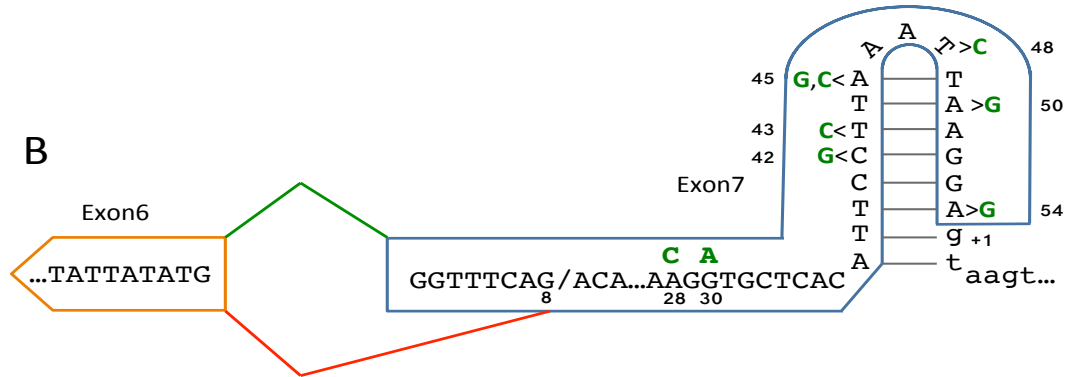 A
A T>C 48
45 G,C< A T
T A >G 50
43 C< T A
B 42 G< C G
Exon7 C G
Exon6 T A>G 54
C A T g +1
...TATTATATG GGTTTCAG/ACA...AAGGTGCTCAC A t aagt...
8 28 30